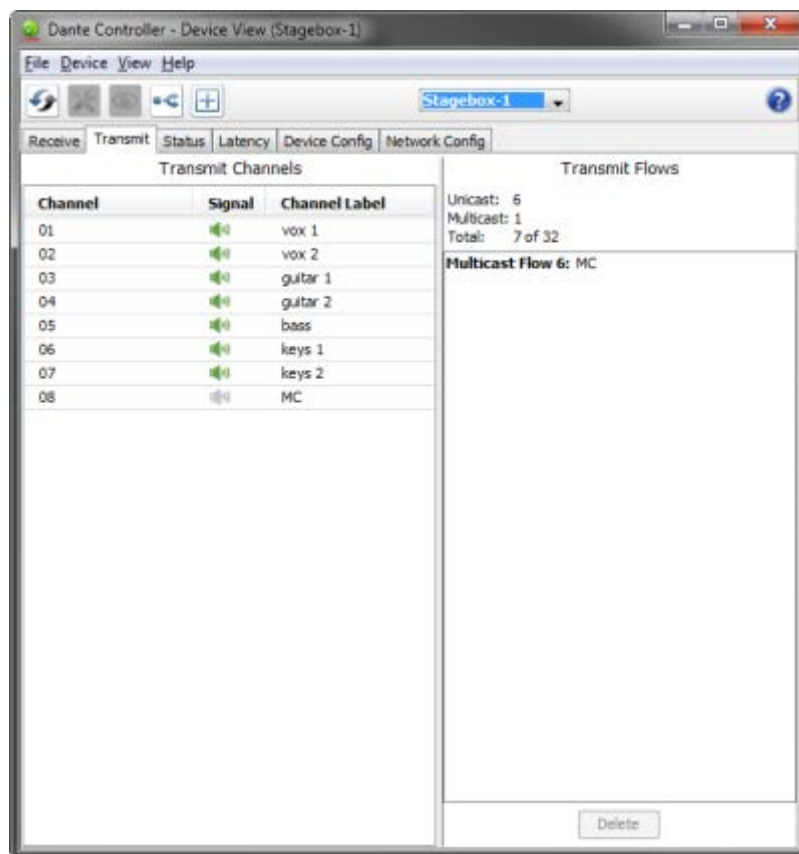 Dante Controller - Device View (Stagebox-1)
File Device View Help
Stagebox-1
Receive Transmit Status Latency Device Config Network Config
Transmit Channels
Channel Signal Channel Label
01 vox 1
02 vox 2
03 guitar 1
04 guitar 2
05 bass
06 keys 1
07 keys 2
08 MC
Transmit Flows
Unicast: 6
Multicast: 1
Total: 7 of 32
Multicast Flow 6: MC
Delete